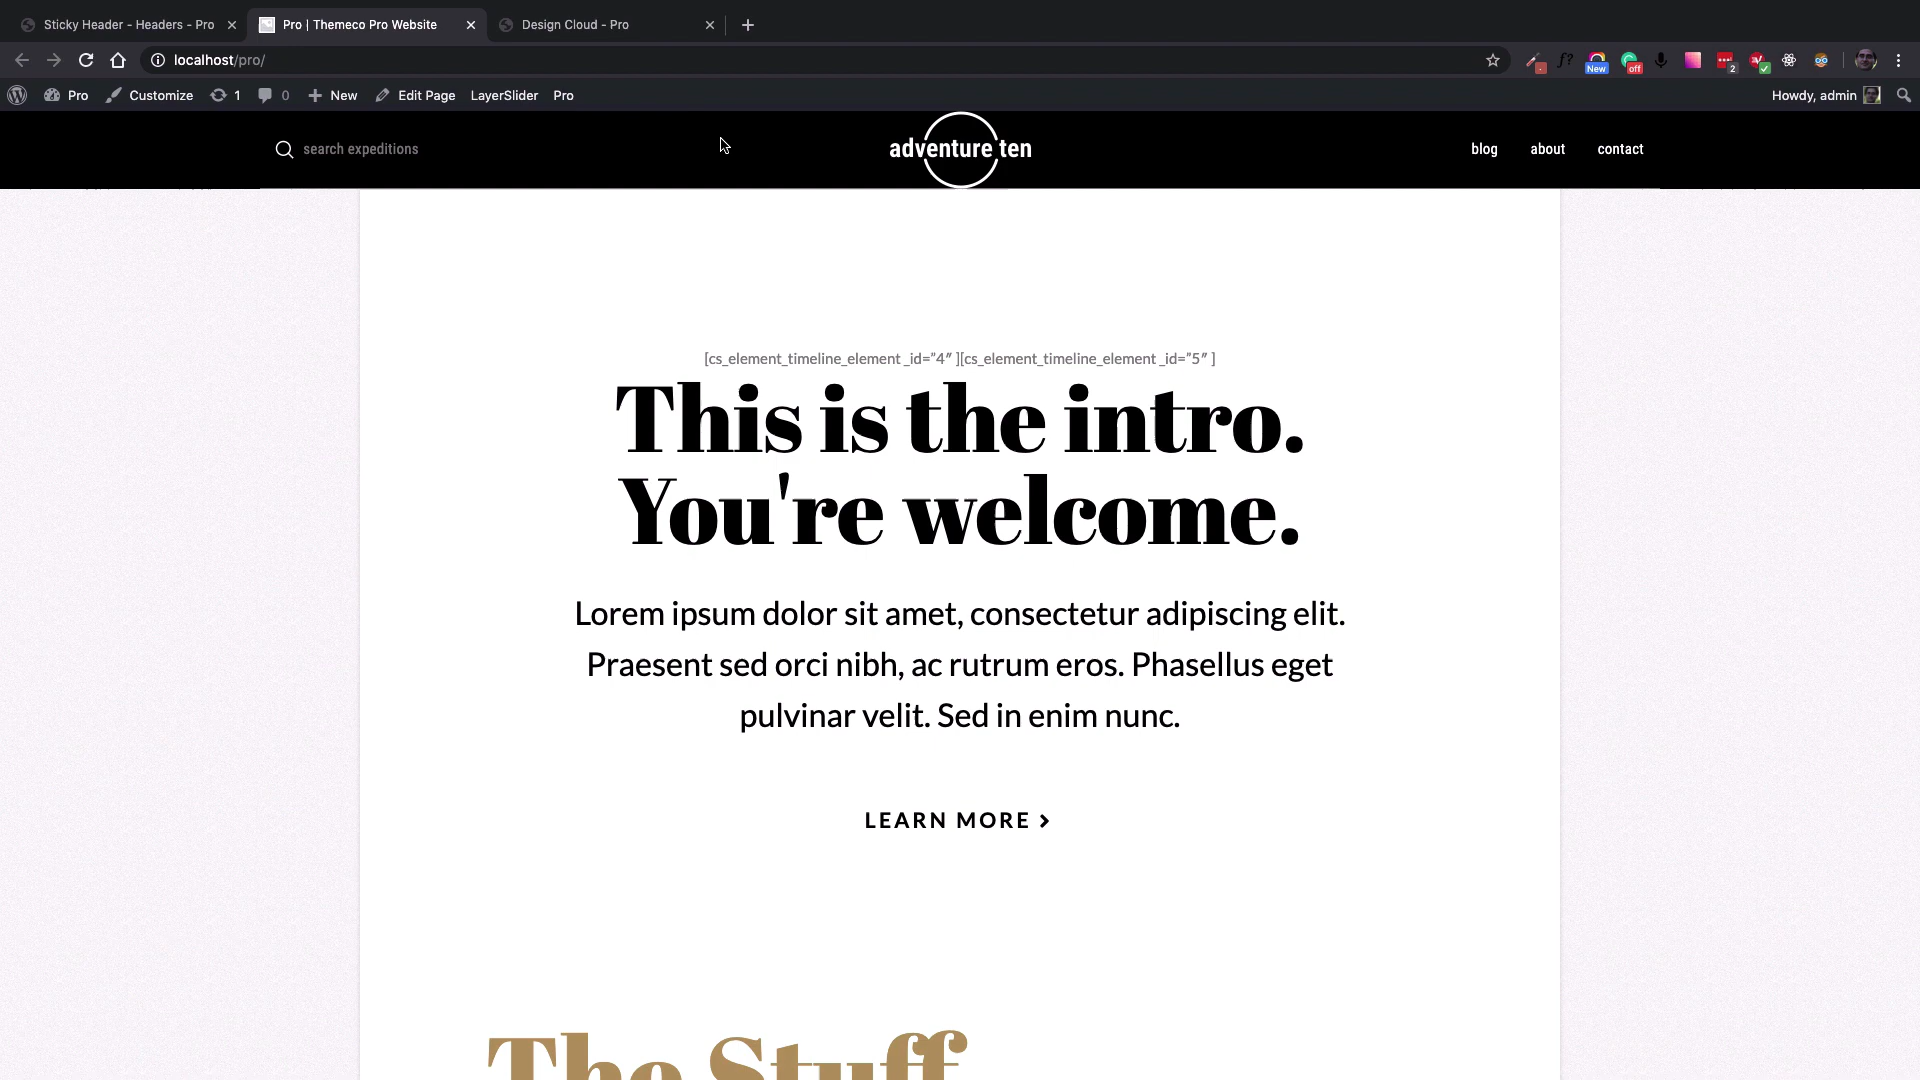 Sticky Header - Headers - Pro
Pro | Themeco Pro Website
Design Cloud - Pro
localhost/pro/
f?
New
off
2
Pro
Customize
1
0
New
Edit Page
LayerSlider
Pro
Howdy, admin
search expeditions
adventure ten
blog
about
contact
[cs_element_timeline_element _id=”4″ ][cs_element_timeline_element _id=”5″ ]
This is the intro.
You're welcome.
Lorem ipsum dolor sit amet, consectetur adipiscing elit.
Praesent sed orci nibh, ac rutrum eros. Phasellus eget
pulvinar velit. Sed in enim nunc.
LEARN MORE
The Stuff